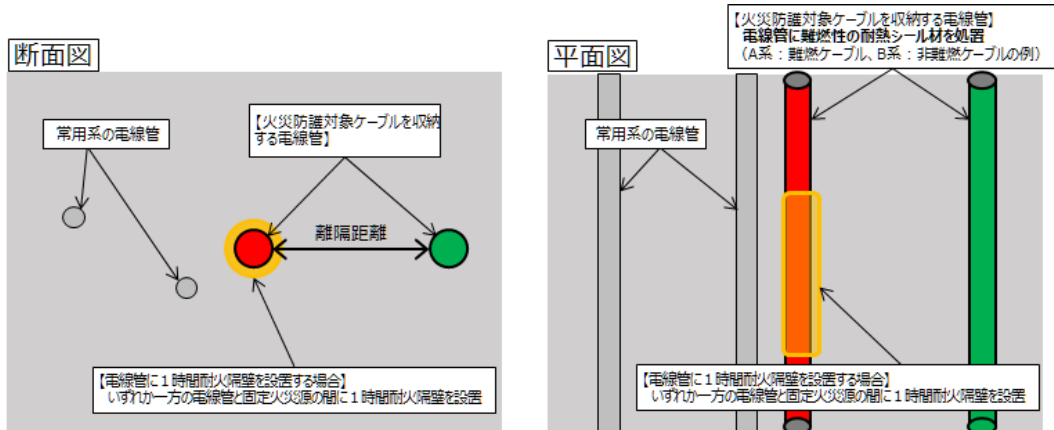 断面図
常用系の電線管
【火災防護対象ケーブルを収納
する電線管】
離隔距離
【電線管に1時間耐火隔壁を設置する場合】
いずれか一方の電線管と固定火災源の間に1時間耐火隔壁を設置
平面図
【火災防護対象ケーブルを収納する電線管】
電線管に難燃性の耐熱シール材を処置
(A系:難燃ケーブル、B系:非難燃ケーブルの例)
常用系の電線管
【電線管に1時間耐火隔壁を設置する場合】
いずれか一方の電線管と固定火災源の間に1時間耐火隔壁を設置